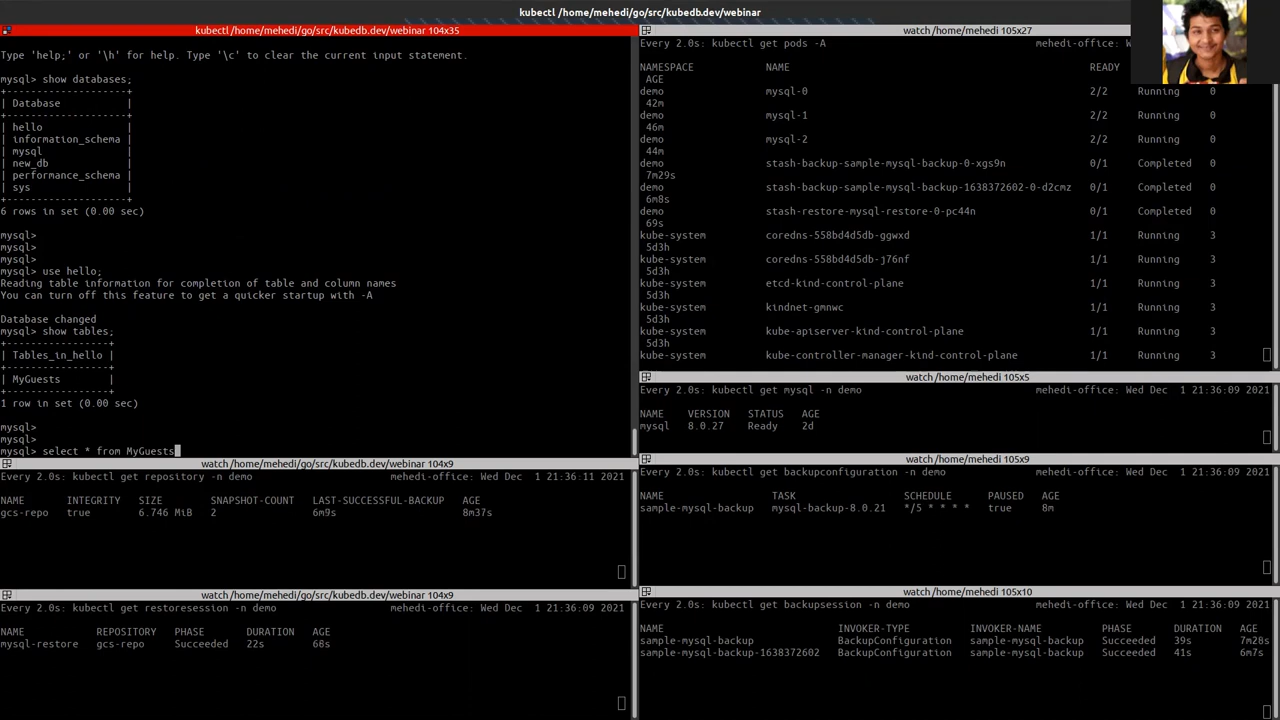 kubectl /home/mehedi/go/src/kubedb.dev/webinar
kubectl /home/mehedi/go/src/kubedb.dev/webinar 104x35
Type 'help;' or '\h' for help. Type '\c' to clear the current input statement.
mysql> show databases;
+--------------------+
| Database           |
+--------------------+
| hello              |
| information_schema |
| mysql              |
| new_db             |
| performance_schema |
| sys                |
+--------------------+
6 rows in set (0.00 sec)
mysql>
mysql>
mysql> use hello;
Reading table information for completion of table and column names
You can turn off this feature to get a quicker startup with -A
Database changed
mysql> show tables;
+-----------------+
| Tables_in_hello |
+-----------------+
| MyGuests        |
+-----------------+
1 row in set (0.00 sec)
mysql>
mysql>
mysql> select * from MyGuests
watch /home/mehedi 105x27
Every 2.0s: kubectl get pods -A mehedi-office: W
NAMESPACE NAME READY
AGE
demo mysql-0 2/2 Running 0
42m
demo mysql-1 2/2 Running 0
46m
demo mysql-2 2/2 Running 0
44m
demo stash-backup-sample-mysql-backup-0-xgs9n 0/1 Completed 0
7m29s
demo stash-backup-sample-mysql-backup-1638372602-0-d2cmz 0/1 Completed 0
6m8s
demo stash-restore-mysql-restore-0-pc44n 0/1 Completed 0
69s
kube-system coredns-558bd4d5db-ggwxd 1/1 Running 3
5d3h
kube-system coredns-558bd4d5db-j76nf 1/1 Running 3
5d3h
kube-system etcd-kind-control-plane 1/1 Running 3
5d3h
kube-system kindnet-gmnwc 1/1 Running 3
5d3h
kube-system kube-apiserver-kind-control-plane 1/1 Running 3
5d3h
kube-system kube-controller-manager-kind-control-plane 1/1 Running 3
watch /home/mehedi 105x5
Every 2.0s: kubectl get mysql -n demo mehedi-office: Wed Dec 1 21:36:09 2021
NAME VERSION STATUS AGE
mysql 8.0.27 Ready 2d
watch /home/mehedi/go/src/kubedb.dev/webinar 104x9
Every 2.0s: kubectl get repository -n demo mehedi-office: Wed Dec 1 21:36:11 2021
NAME INTEGRITY SIZE SNAPSHOT-COUNT LAST-SUCCESSFUL-BACKUP AGE
gcs-repo true 6.746 MiB 2 6m9s 8m37s
watch /home/mehedi 105x9
Every 2.0s: kubectl get backupconfiguration -n demo mehedi-office: Wed Dec 1 21:36:09 2021
NAME TASK SCHEDULE PAUSED AGE
sample-mysql-backup mysql-backup-8.0.21 */5 * * * * true 8m
watch /home/mehedi/go/src/kubedb.dev/webinar 104x9
Every 2.0s: kubectl get restoresession -n demo mehedi-office: Wed Dec 1 21:36:09 2021
NAME REPOSITORY PHASE DURATION AGE
mysql-restore gcs-repo Succeeded 22s 68s
watch /home/mehedi 105x10
Every 2.0s: kubectl get backupsession -n demo mehedi-office: Wed Dec 1 21:36:09 2021
NAME INVOKER-TYPE INVOKER-NAME PHASE DURATION AGE
sample-mysql-backup BackupConfiguration sample-mysql-backup Succeeded 39s 7m28s
sample-mysql-backup-1638372602 BackupConfiguration sample-mysql-backup Succeeded 41s 6m7s